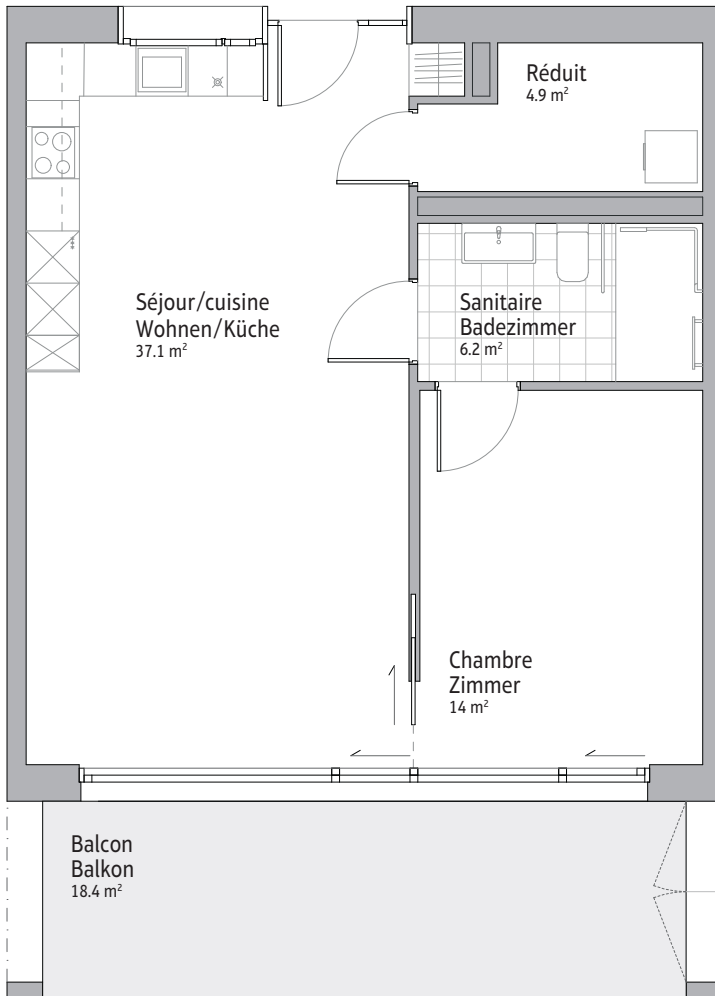 Réduit
4.9 m²
Séjour/cuisine
Wohnen/Küche
37.1 m²
Sanitaire
Badezimmer
6.2 m²
Chambre
Zimmer
14 m²
Balcon
Balkon
18.4 m²